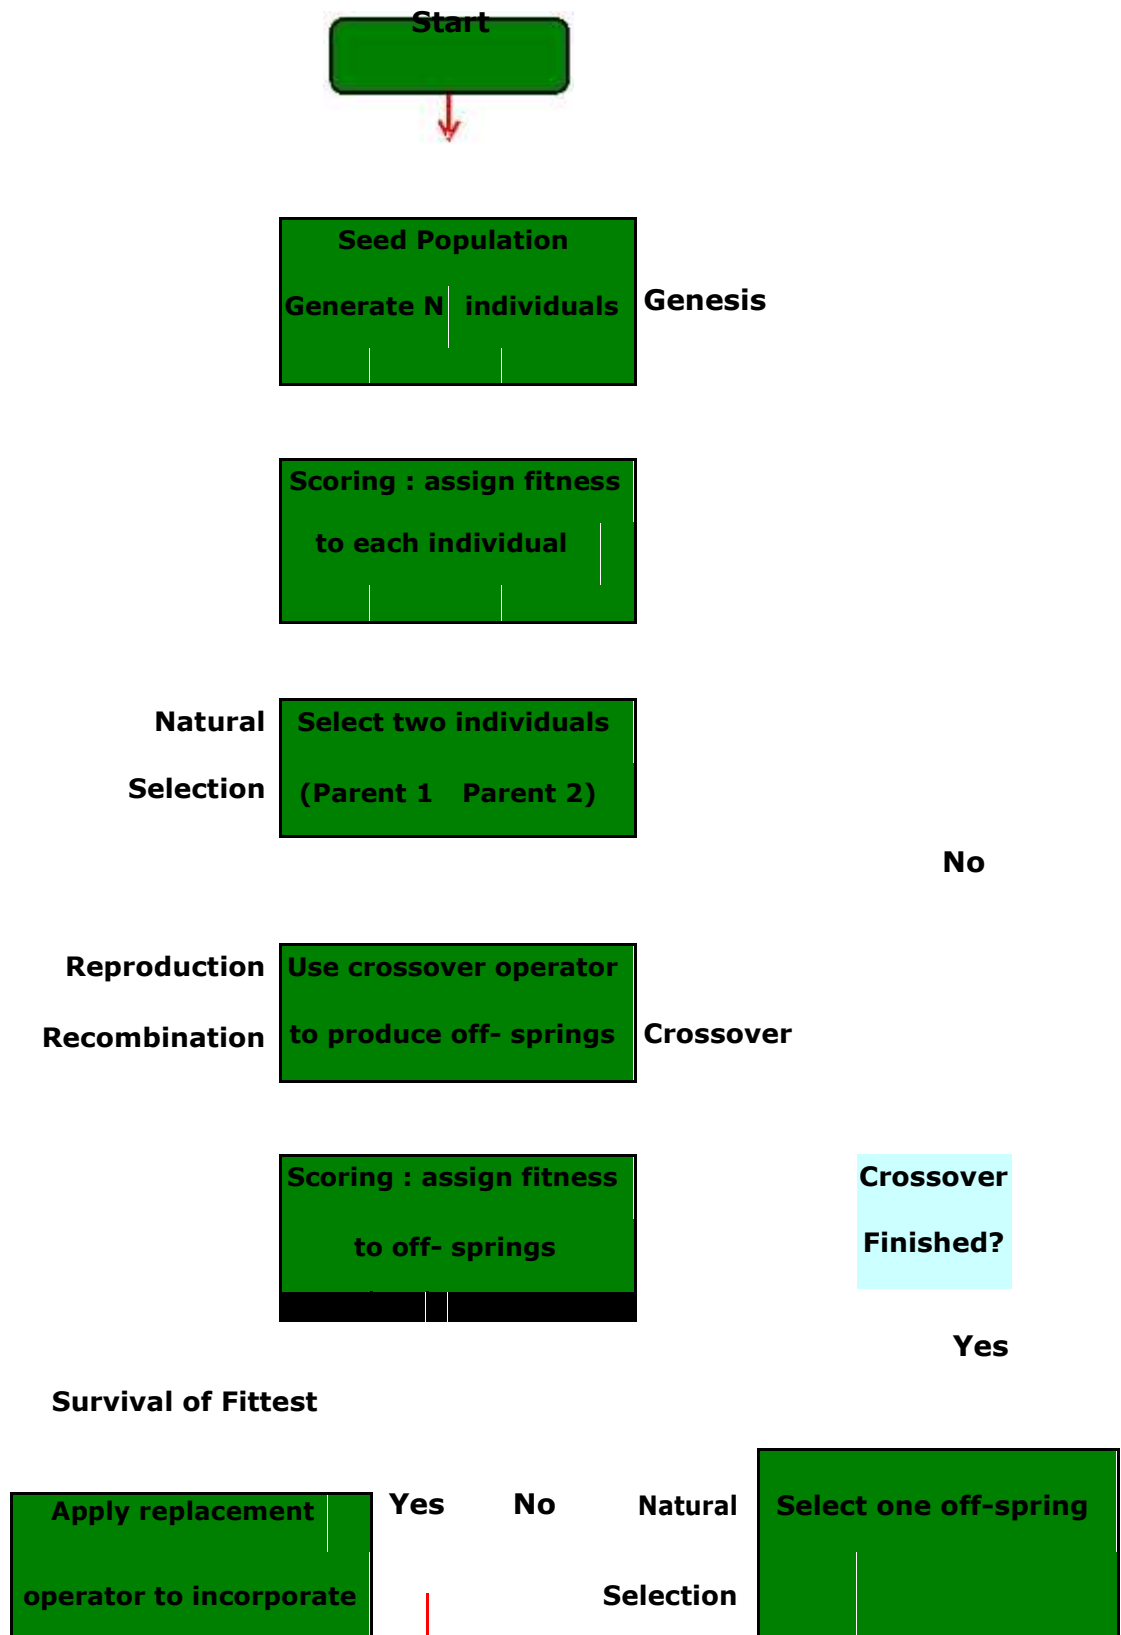 Start
Seed Population
Generate N individuals
Genesis
Scoring : assign fitness
to each individual
Natural
Selection
Select two individuals
(Parent 1 Parent 2)
No
Reproduction
Recombination
Use crossover operator
to produce off- springs
Crossover
Scoring : assign fitness
to off- springs
Crossover
Finished?
Yes
Survival of Fittest
Apply replacement
operator to incorporate
Yes
No
Natural
Selection
Select one off-spring